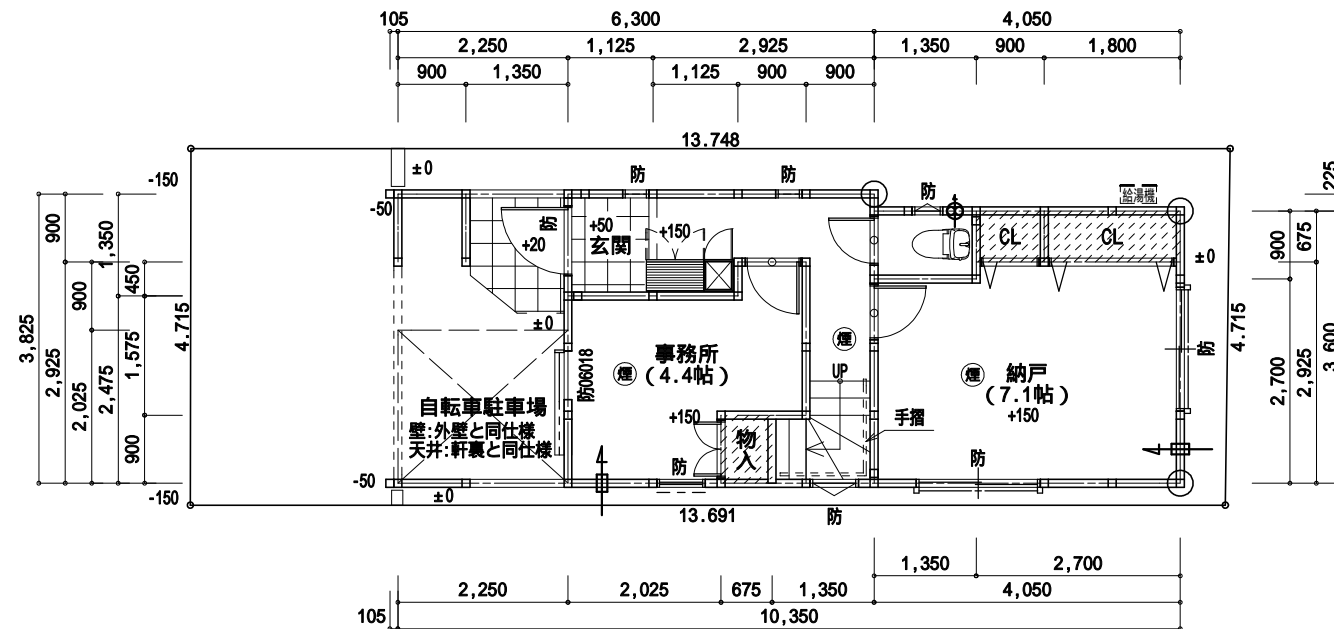 105 6,300 4,050
2,250 1,125 2,925 1,350 900 1,800
900 1,350 1,125 900 900
13.748
-150 ±0 防 防 防 給湯機 225
-50 防 +50 +150 CL CL
玄関 +20 ±0
900 1,350 900 675
450
900
±0
3,825 2,925 2,025 2,475 1,575 4.715
4.715 防 2,700 2,925 3,600
煙 UP
煙 事務所
(4.4帖)
防06018
煙 納戸
(7.1帖)
+150
自転車駐車場
壁:外壁と同仕様
天井:軒裏と同仕様
+150 物入 手摺
900
防 防
-50
-150 ±0
13.691 防
1,350 2,700
2,250 2,025 675 1,350 4,050
105 10,350